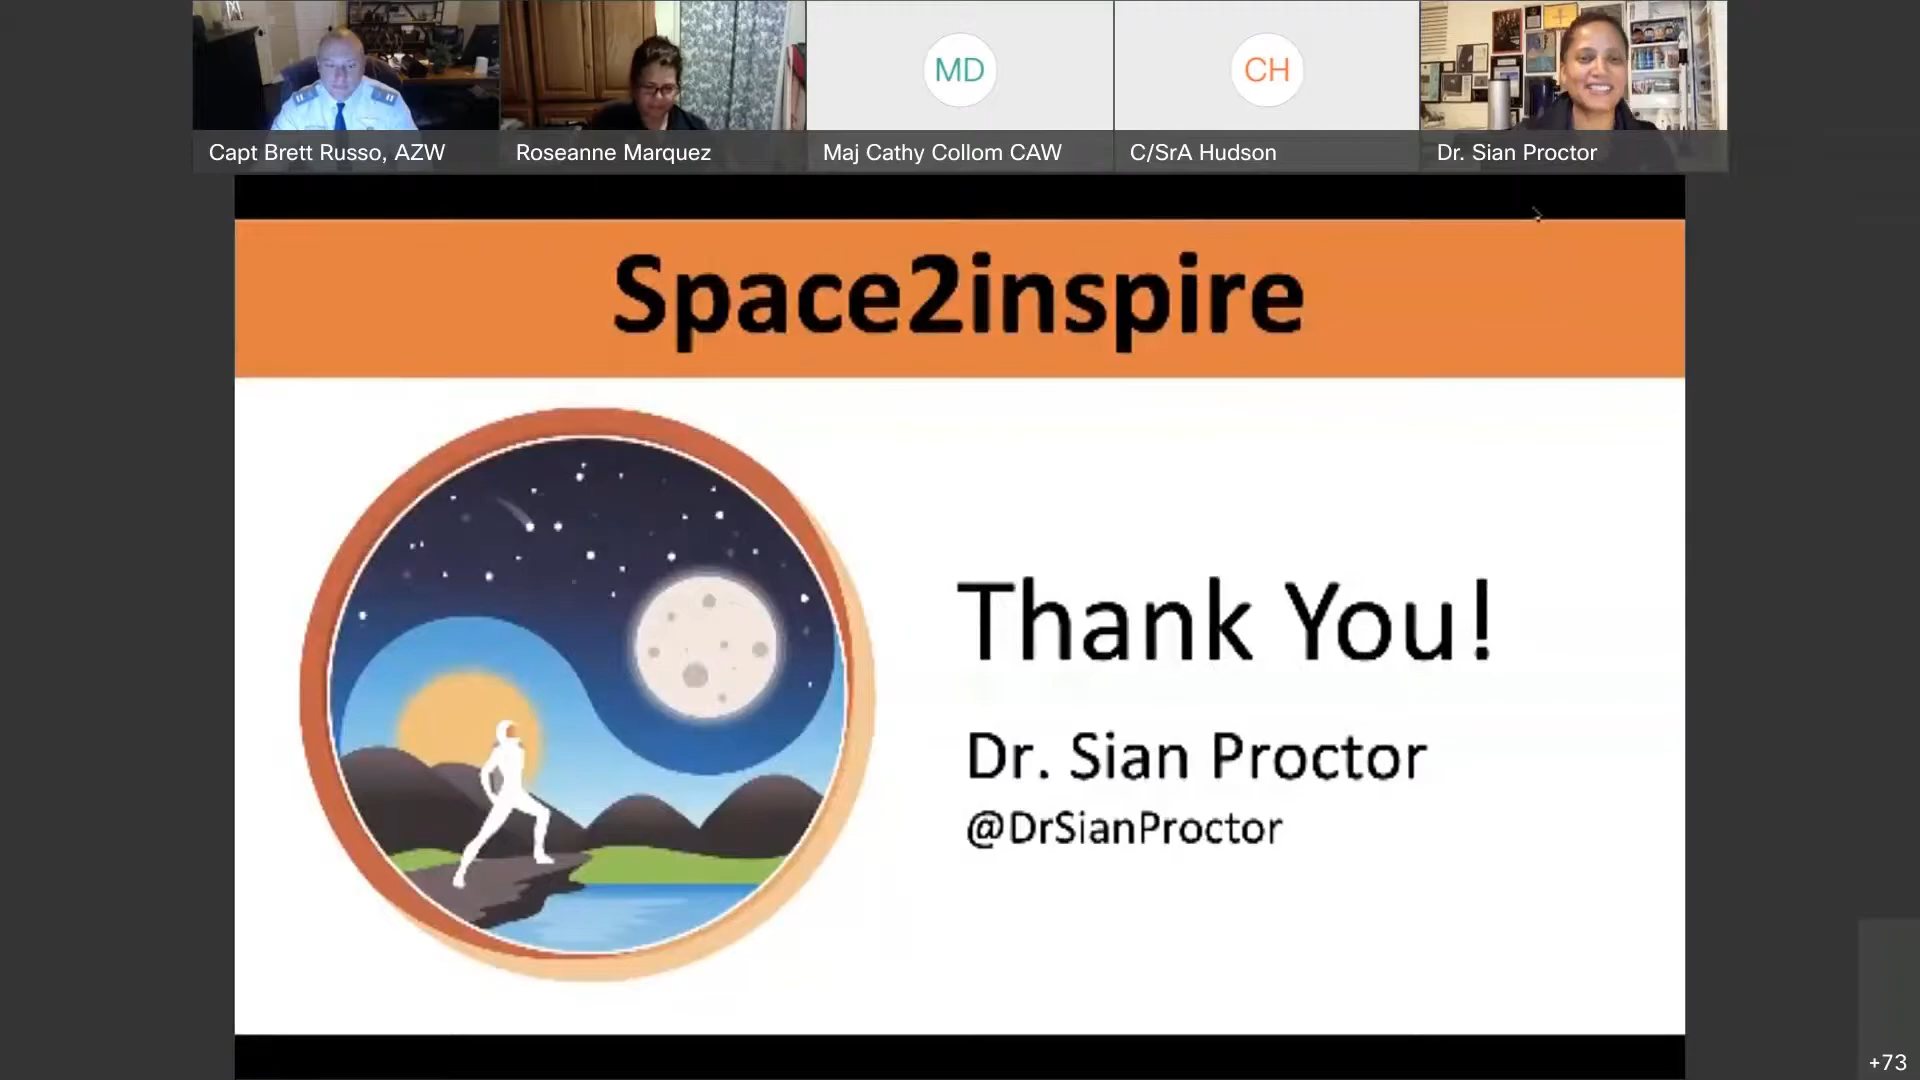 MD
CH
Capt Brett Russo, AZW
Roseanne Marquez
Maj Cathy Collom CAW
C/SrA Hudson
Dr. Sian Proctor
Space2inspire
Thank You!
Dr. Sian Proctor
@DrSianProctor
+73